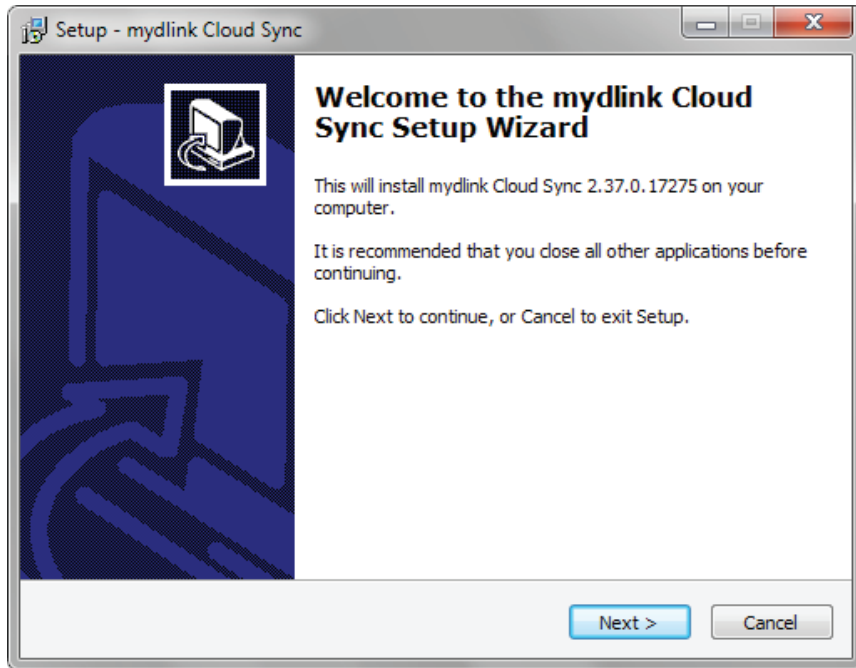 Setup - mydlink Cloud Sync
Welcome to the mydlink Cloud
Sync Setup Wizard
This will install mydlink Cloud Sync 2.37.0.17275 on your
computer.
It is recommended that you close all other applications before
continuing.
Click Next to continue, or Cancel to exit Setup.
Next >
Cancel